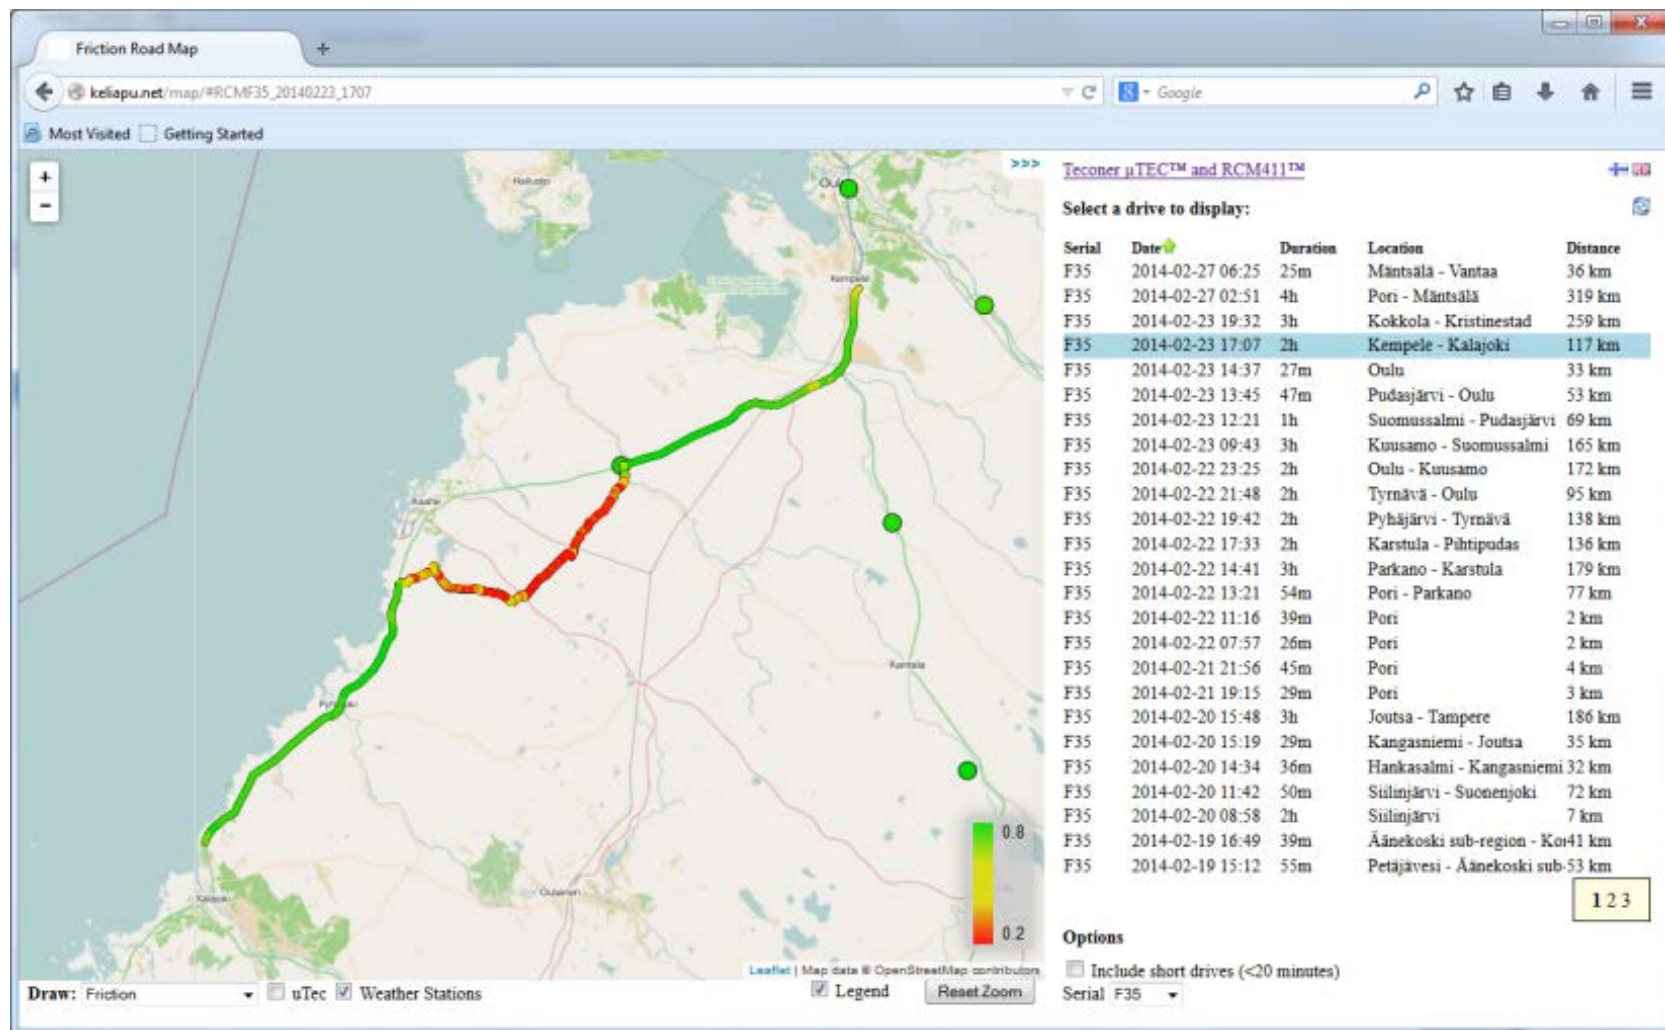 Friction Road Map
+
keliapu.net/map/#RCMF35_20140223_1707
Google
Most Visited Getting Started
+
-
>>>
Hailuoto
Kempele
Raahe
Rantsila
Oulainen
Kalajoki
0.8
0.2
Leaflet | Map data © OpenStreetMap contributors
Draw: Friction uTec Weather Stations Legend Reset Zoom
Teconer µTEC™ and RCM411™
Select a drive to display:
Serial Date Duration Location Distance
F35 2014-02-27 06:25 25m Mäntsälä - Vantaa 36 km
F35 2014-02-27 02:51 4h Pori - Mäntsälä 319 km
F35 2014-02-23 19:32 3h Kokkola - Kristinestad 259 km
F35 2014-02-23 17:07 2h Kempele - Kalajoki 117 km
F35 2014-02-23 14:37 27m Oulu 33 km
F35 2014-02-23 13:45 47m Pudasjärvi - Oulu 53 km
F35 2014-02-23 12:21 1h Suomussalmi - Pudasjärvi 69 km
F35 2014-02-23 09:43 3h Kuusamo - Suomussalmi 165 km
F35 2014-02-22 23:25 2h Oulu - Kuusamo 172 km
F35 2014-02-22 21:48 2h Tyrnävä - Oulu 95 km
F35 2014-02-22 19:42 2h Pyhäjärvi - Tyrnävä 138 km
F35 2014-02-22 17:33 2h Karstula - Pihtipudas 136 km
F35 2014-02-22 14:41 3h Parkano - Karstula 179 km
F35 2014-02-22 13:21 54m Pori - Parkano 77 km
F35 2014-02-22 11:16 39m Pori 2 km
F35 2014-02-22 07:57 26m Pori 2 km
F35 2014-02-21 21:56 45m Pori 4 km
F35 2014-02-21 19:15 29m Pori 3 km
F35 2014-02-20 15:48 3h Joutsa - Tampere 186 km
F35 2014-02-20 15:19 29m Kangasniemi - Joutsa 35 km
F35 2014-02-20 14:34 36m Hankasalmi - Kangasniemi 32 km
F35 2014-02-20 11:42 50m Siilinjärvi - Suonenjoki 72 km
F35 2014-02-20 08:58 2h Siilinjärvi 7 km
F35 2014-02-19 16:49 39m Äänekoski sub-region - Kor 41 km
F35 2014-02-19 15:12 55m Petäjävesi - Äänekoski sub- 53 km
1 2 3
Options
Include short drives (<20 minutes)
Serial F35